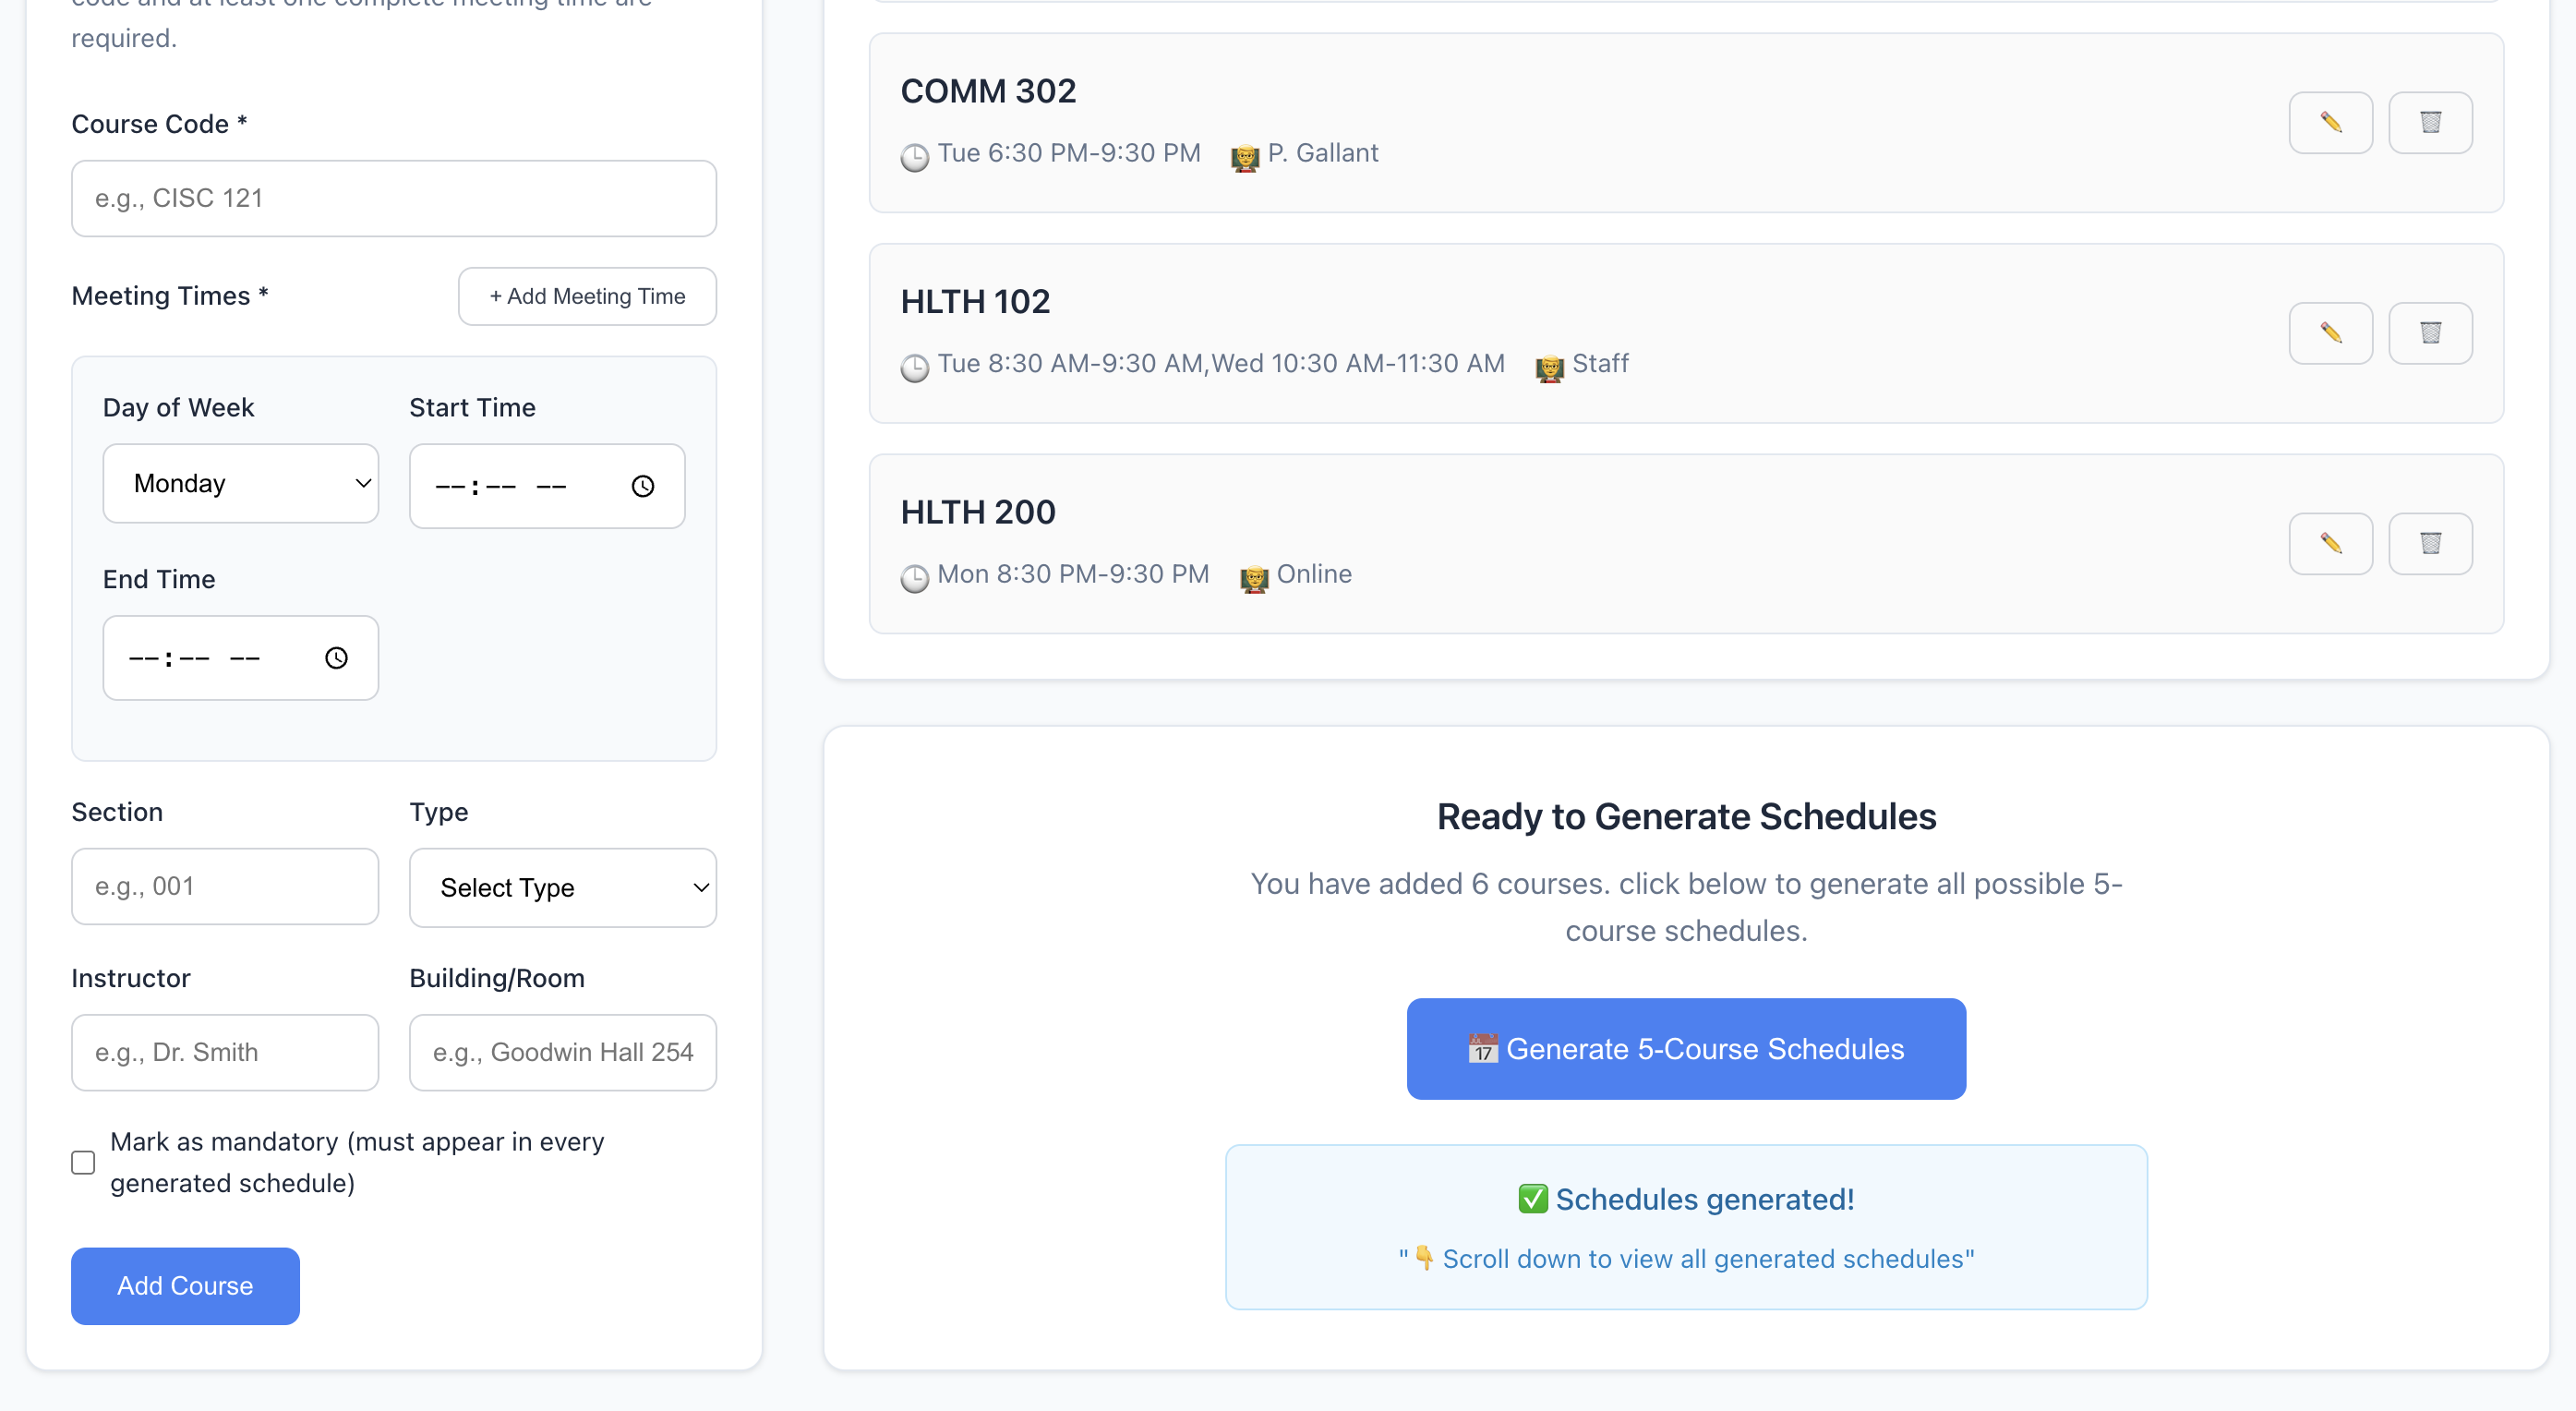 required.
Course Code *
e.g., CISC 121
Meeting Times *
+ Add Meeting Time
Day of Week
Start Time
Monday
--:-- --
End Time
--:-- --
Section
Type
e.g., 001
Select Type
Instructor
Building/Room
e.g., Dr. Smith
e.g., Goodwin Hall 254
Mark as mandatory (must appear in every
generated schedule)
Add Course
COMM 302
Tue 6:30 PM-9:30 PM
P. Gallant
HLTH 102
Tue 8:30 AM-9:30 AM,Wed 10:30 AM-11:30 AM
Staff
HLTH 200
Mon 8:30 PM-9:30 PM
Online
Ready to Generate Schedules
You have added 6 courses. click below to generate all possible 5-
course schedules.
📅 Generate 5-Course Schedules
✅ Schedules generated!
"👇 Scroll down to view all generated schedules"